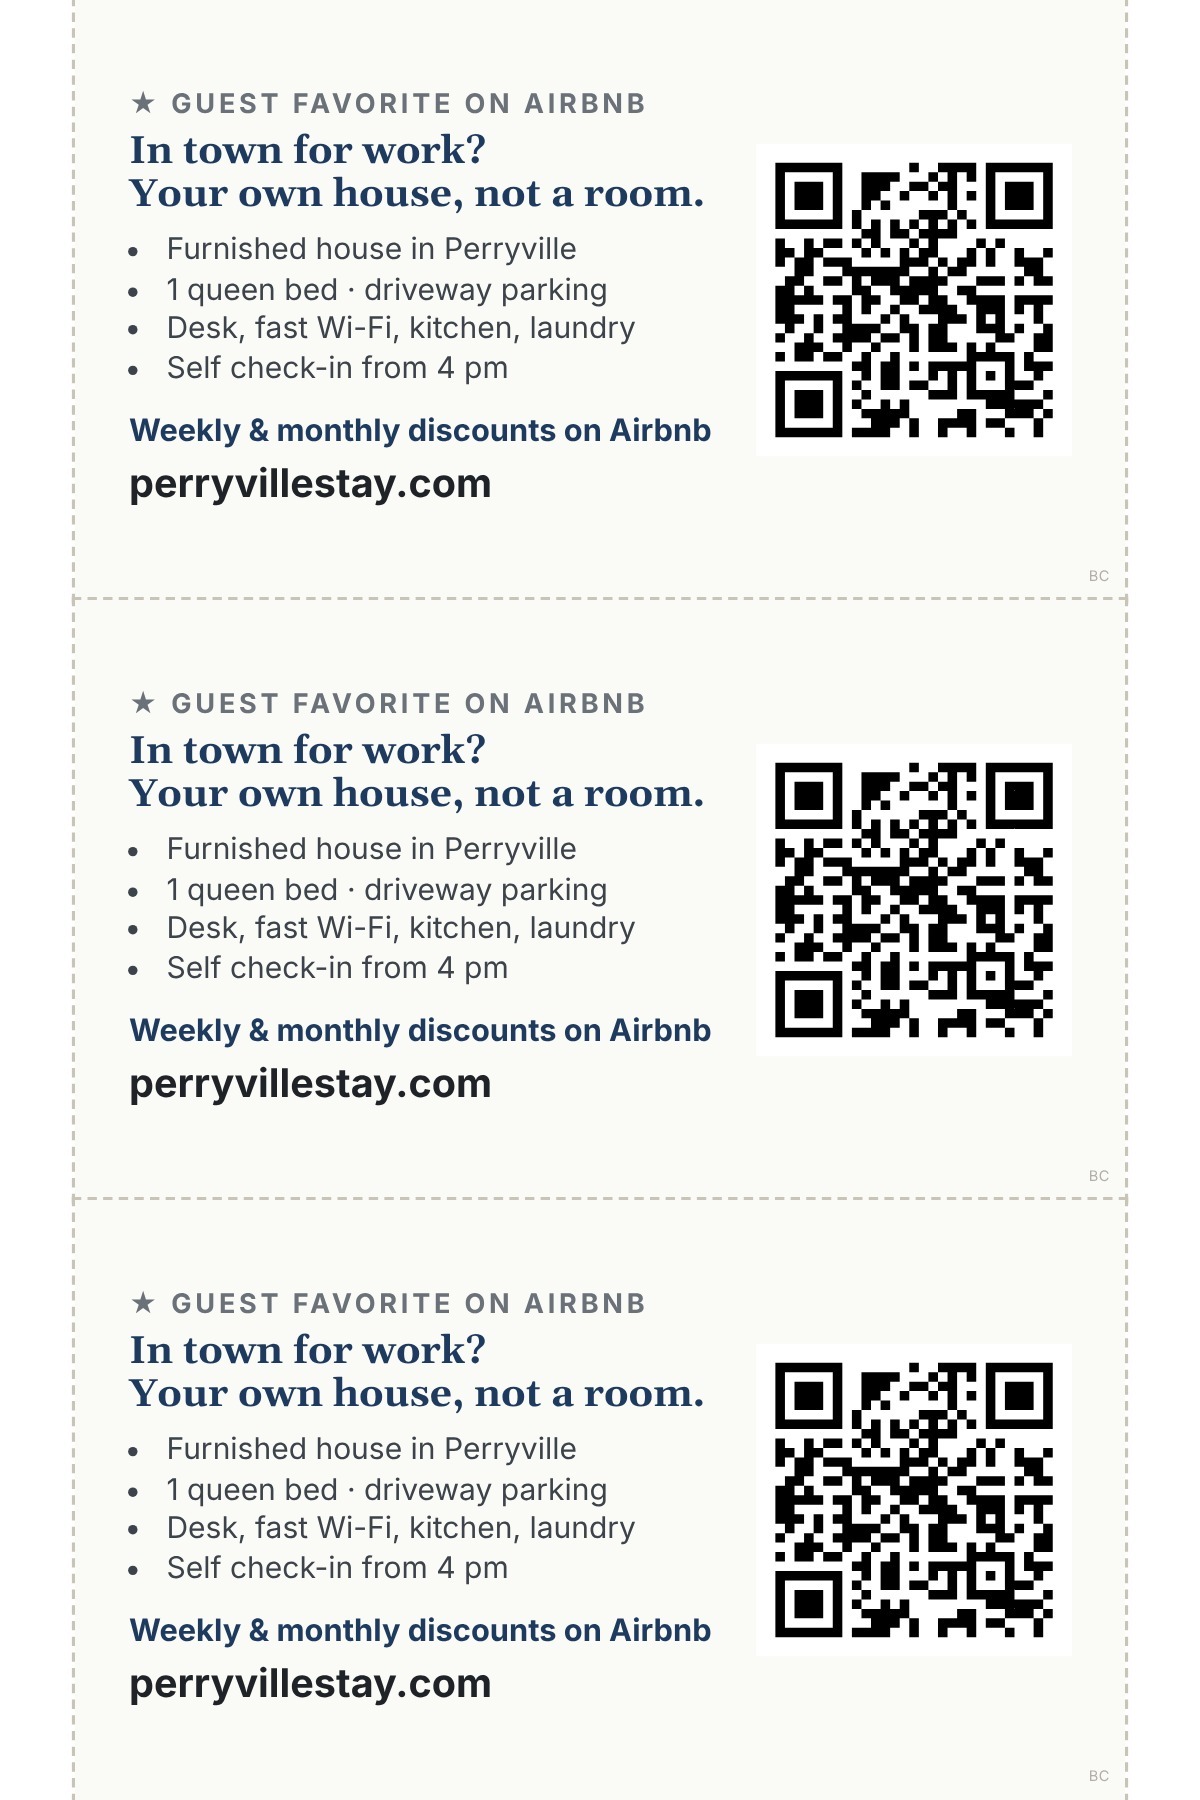 ★ GUEST FAVORITE ON AIRBNB
In town for work?
Your own house, not a room.
• Furnished house in Perryville
• 1 queen bed · driveway parking
• Desk, fast Wi-Fi, kitchen, laundry
• Self check-in from 4 pm
Weekly & monthly discounts on Airbnb
perryvillestay.com
BC
★ GUEST FAVORITE ON AIRBNB
In town for work?
Your own house, not a room.
• Furnished house in Perryville
• 1 queen bed · driveway parking
• Desk, fast Wi-Fi, kitchen, laundry
• Self check-in from 4 pm
Weekly & monthly discounts on Airbnb
perryvillestay.com
BC
★ GUEST FAVORITE ON AIRBNB
In town for work?
Your own house, not a room.
• Furnished house in Perryville
• 1 queen bed · driveway parking
• Desk, fast Wi-Fi, kitchen, laundry
• Self check-in from 4 pm
Weekly & monthly discounts on Airbnb
perryvillestay.com
BC